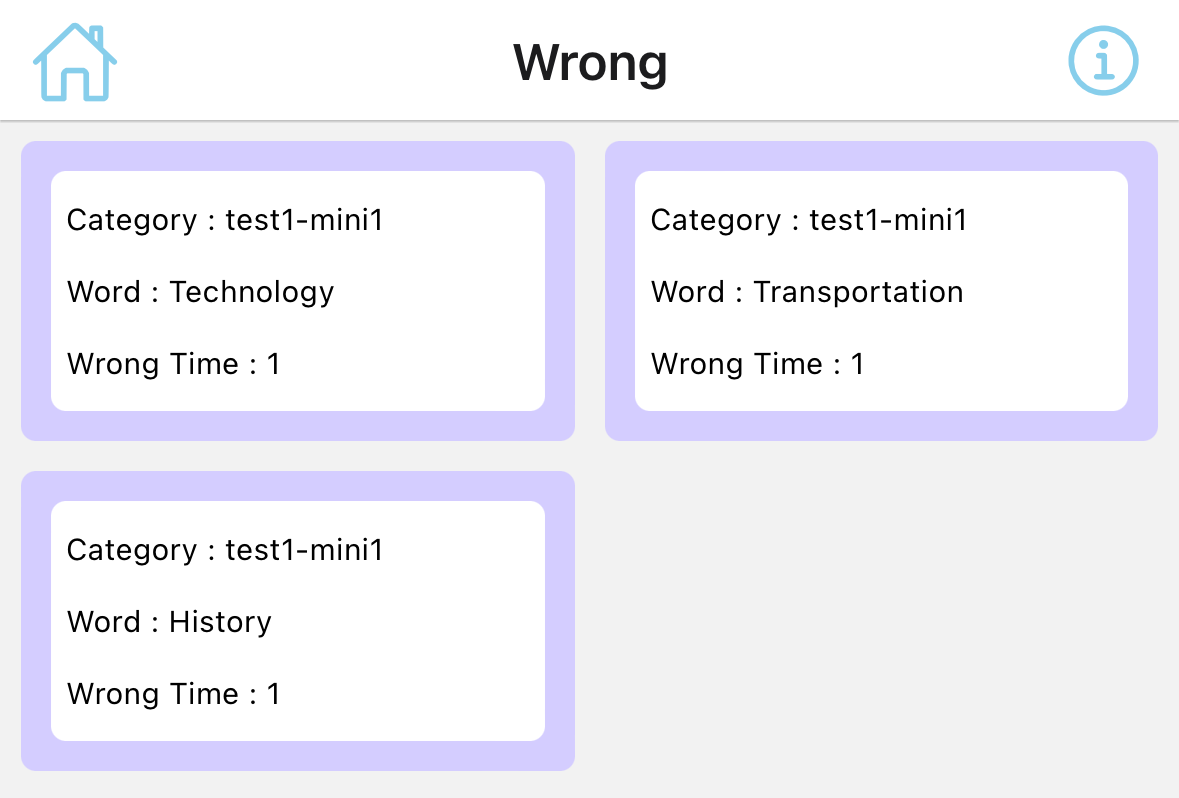 Wrong
Category : test1-mini1
Word : Technology
Wrong Time : 1
Category : test1-mini1
Word : Transportation
Wrong Time : 1
Category : test1-mini1
Word : History
Wrong Time : 1